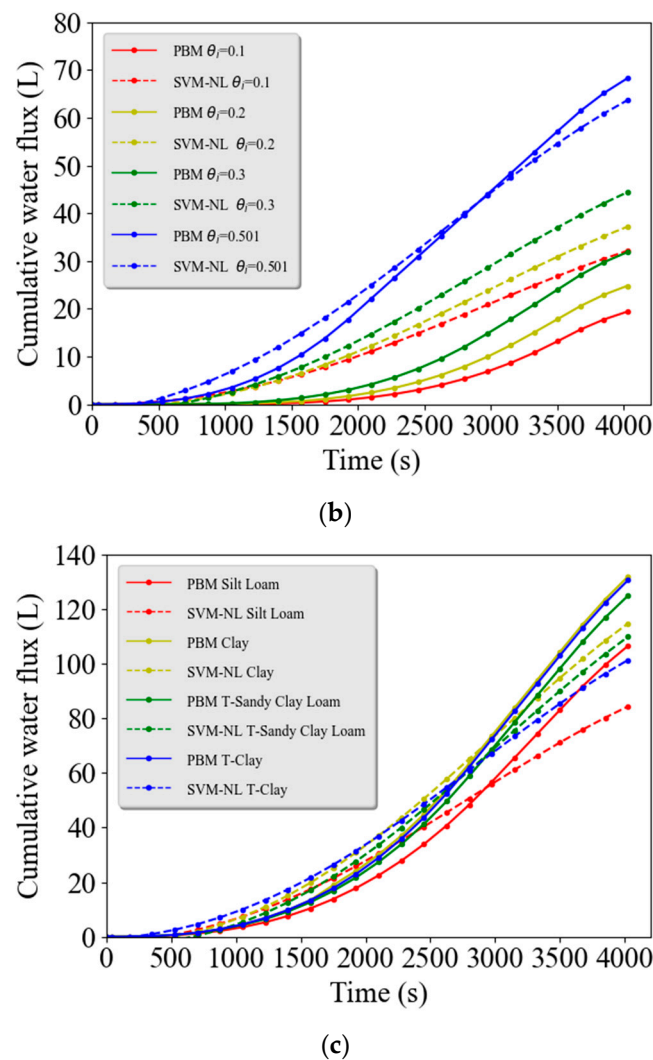 80
70
60
50
40
30
20
10
0
Cumulative water flux (L)
PBM θi=0.1
SVM-NL θi=0.1
PBM θi=0.2
SVM-NL θi=0.2
PBM θi=0.3
SVM-NL θi=0.3
PBM θi=0.501
SVM-NL θi=0.501
0 500 1000 1500 2000 2500 3000 3500 4000
Time (s)
(b)
140
120
100
80
60
40
20
0
Cumulative water flux (L)
PBM Silt Loam
SVM-NL Silt Loam
PBM Clay
SVM-NL Clay
PBM T-Sandy Clay Loam
SVM-NL T-Sandy Clay Loam
PBM T-Clay
SVM-NL T-Clay
0 500 1000 1500 2000 2500 3000 3500 4000
Time (s)
(c)